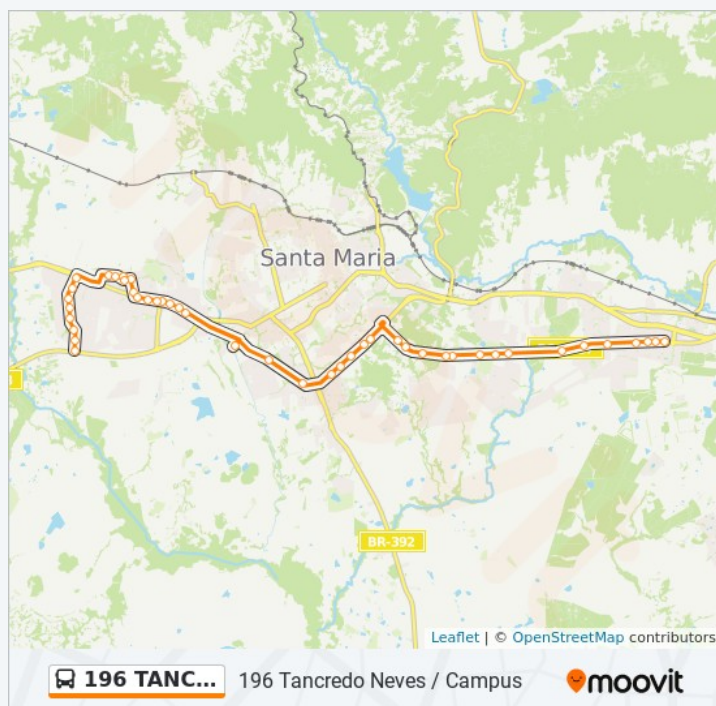 Santa Maria
BR-392
Leaflet | © OpenStreetMap contributors
196 TANC... 196 Tancredo Neves / Campus moovit